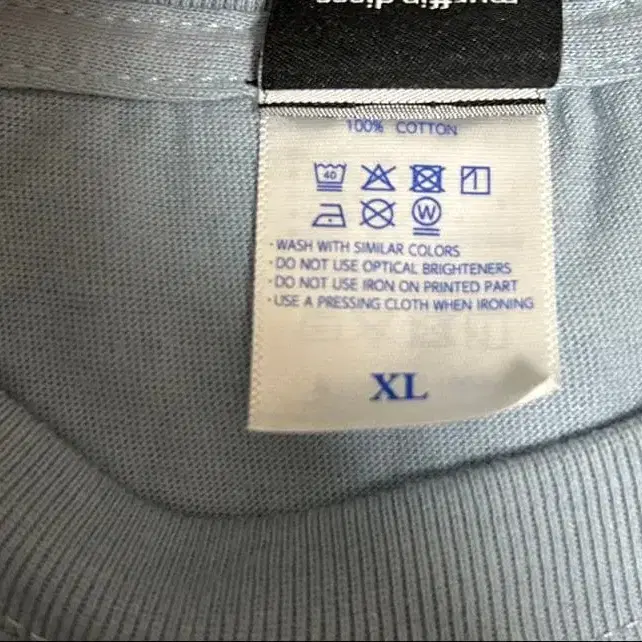 100% COTTON
40
W
·WASH WITH SIMILAR COLORS
·DO NOT USE OPTICAL BRIGHTENERS
·DO NOT USE IRON ON PRINTED PART
·USE A PRESSING CLOTH WHEN IRONING
XL